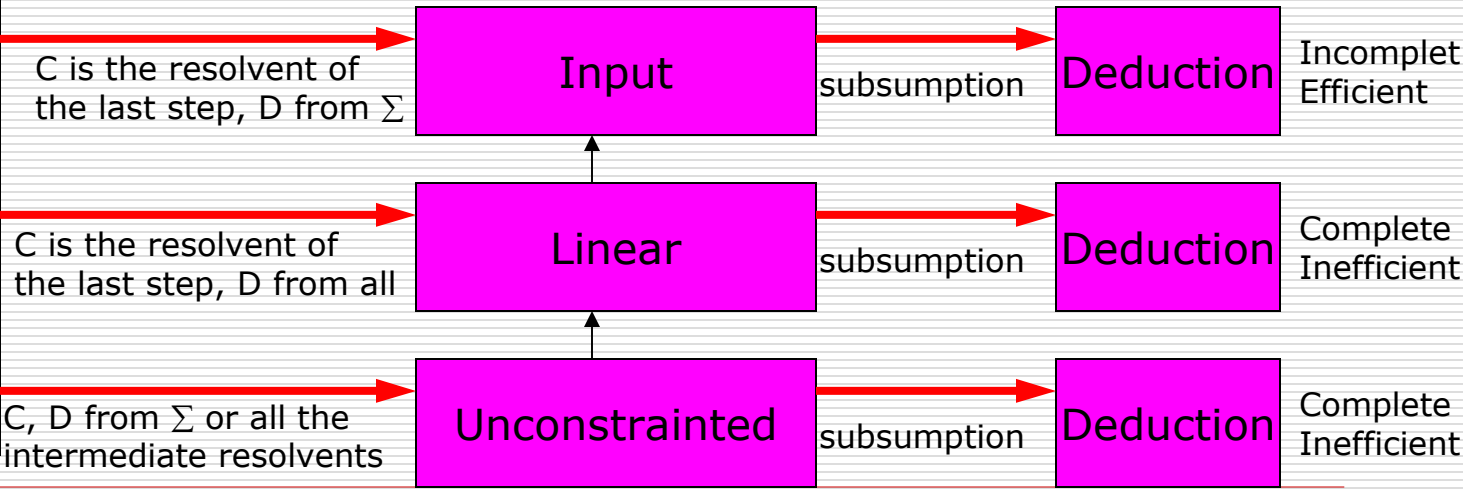 C is the resolvent of
the last step, D from Σ
Input
subsumption
Deduction
Incomplet
Efficient
C is the resolvent of
the last step, D from all
Linear
subsumption
Deduction
Complete
Inefficient
C, D from Σ or all the
intermediate resolvents
Unconstrainted
subsumption
Deduction
Complete
Inefficient